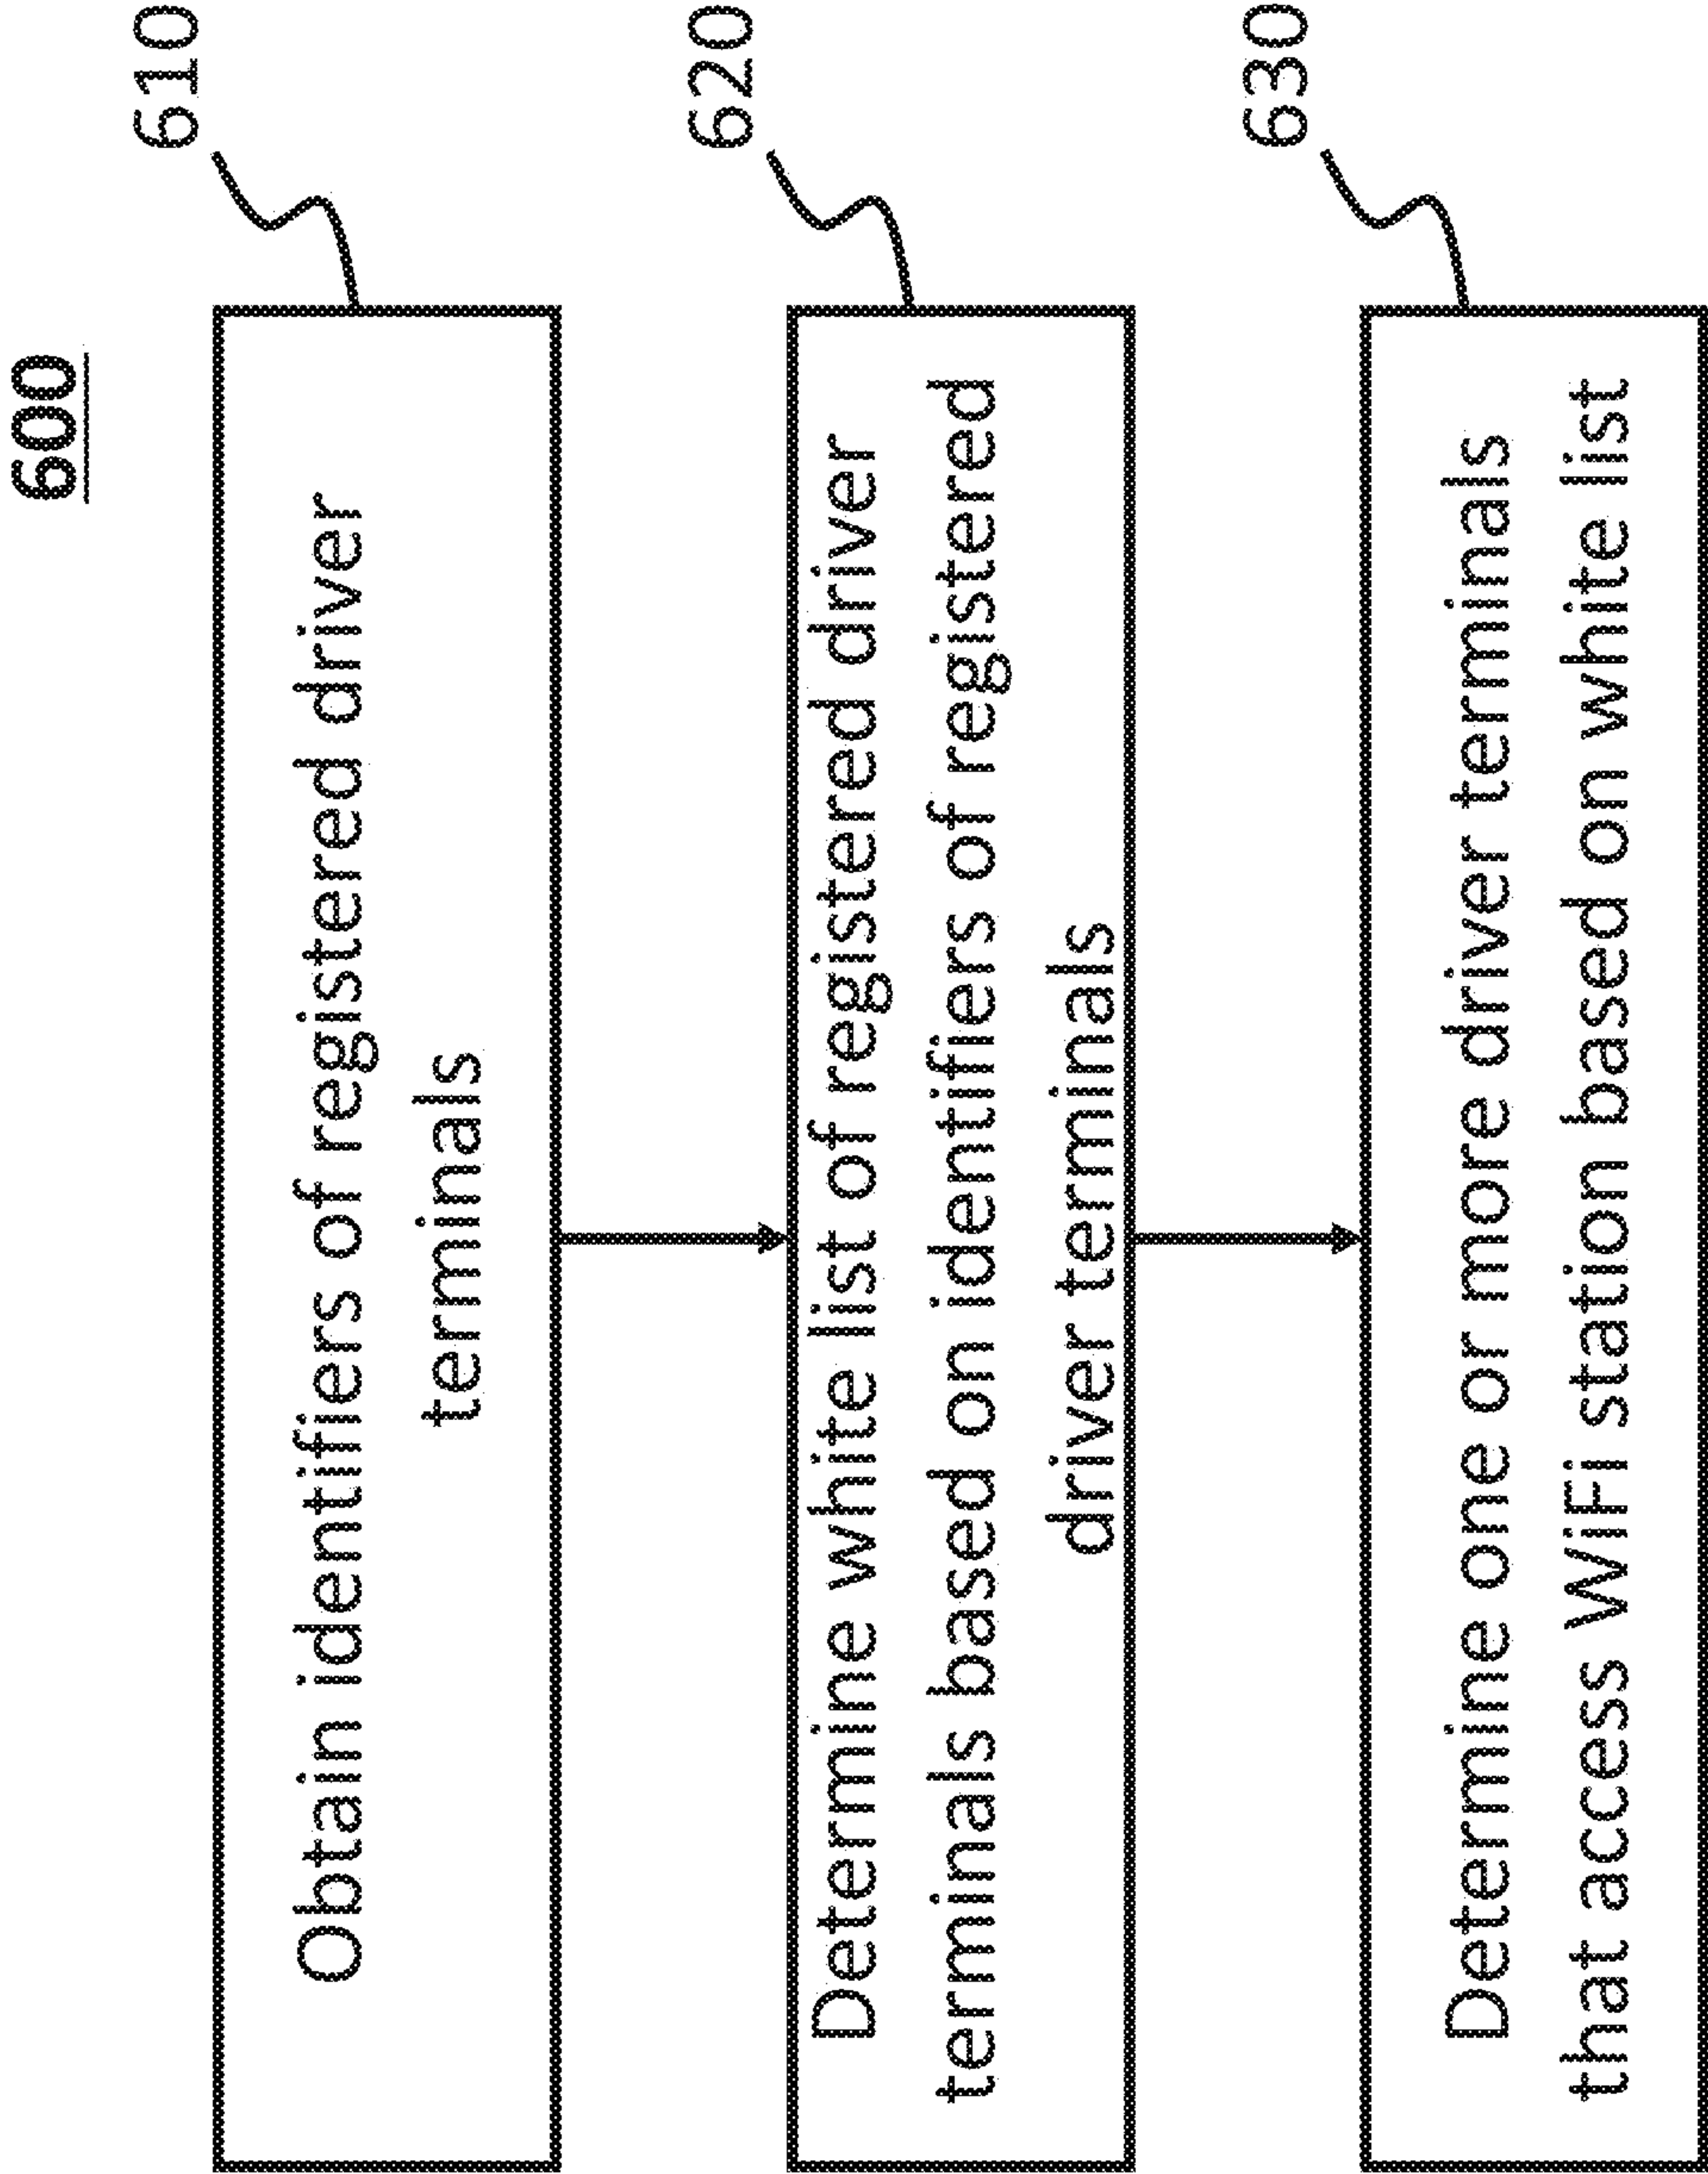 600
610
Obtain identifiers of registered driver
terminals
620
Determine white list of registered driver
terminals based on identifiers of registered
driver terminals
630
Determine one or more driver terminals
that access WiFi station based on white list